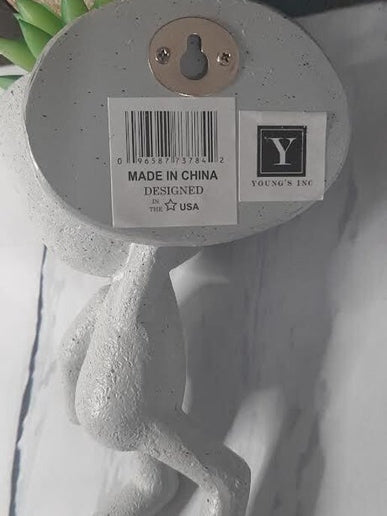 0 96587 73784 2
MADE IN CHINA
DESIGNED
IN THE ☆ USA
Y
YOUNG'S INC